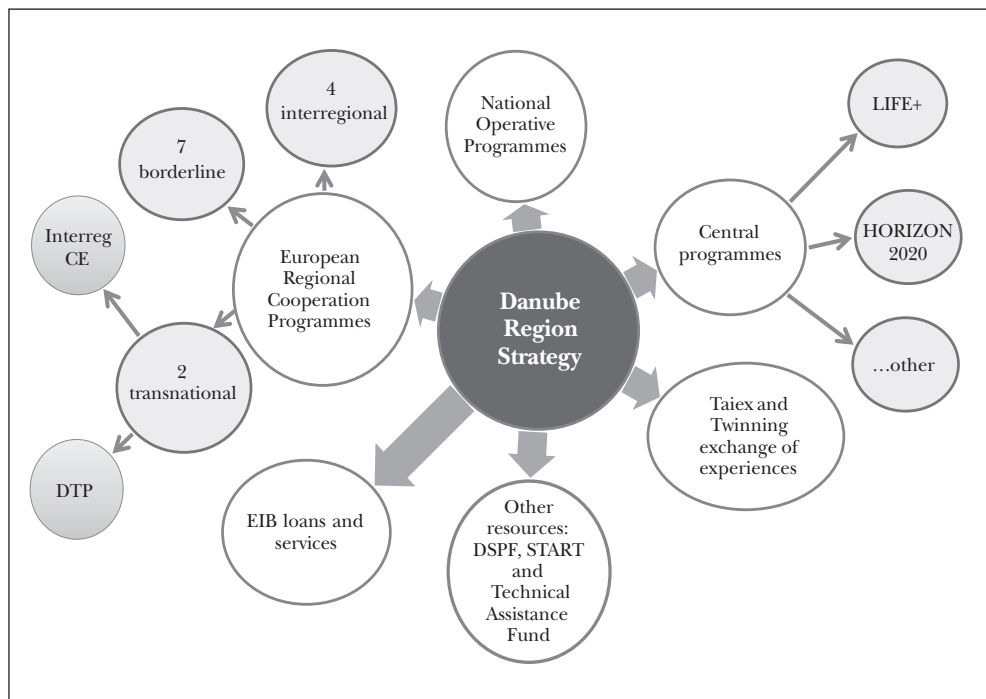 4
interregional
National
Operative
Programmes
LIFE+
7
borderline
Interreg
CE
European
Regional
Cooperation
Programmes
Central
programmes
HORIZON
2020
Danube
Region
Strategy
2
transnational
…other
Taiex and
Twinning
exchange of
experiences
DTP
EIB loans and
services
Other
resources:
DSPF, START
and
Technical
Assistance
Fund